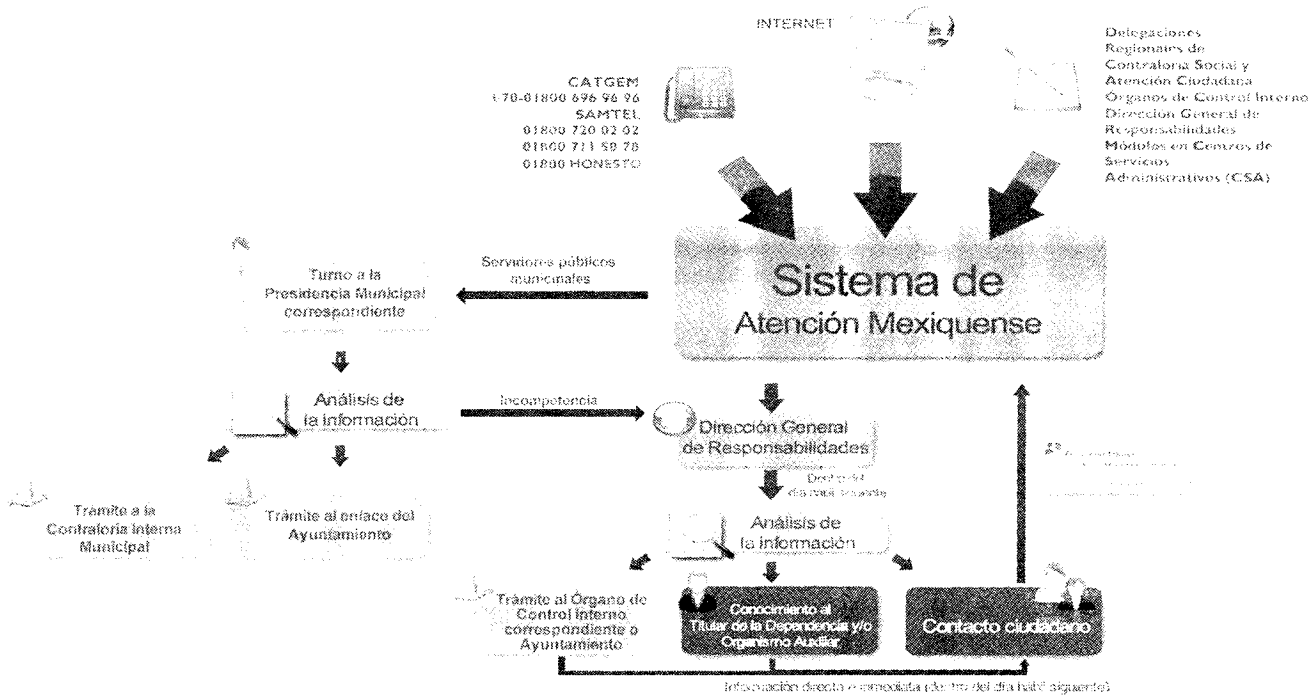 INTERNET
CATGEM
01800 696 96 96
SAMTEL
01800 720 02 02
01800 711 58 78
01800 HONESTO
Delegaciones
Regionales de
Contraloría Social y
Atención Ciudadana
Órganos de Control Interno
Dirección General de
Responsabilidades
Módulos en Centros de
Servicios
Administrativos (CSA)
Sistema de
Atención Mexiquense
Servidores públicos
municipales
Turno a la
Presidencia Municipal
correspondiente
Análisis de
la información
Incompetencia
Dirección General
de Responsabilidades
Dentro del
día hábil siguiente
Trámite a la
Contraloría Interna
Municipal
Trámite al enlace del
Ayuntamiento
Análisis de
la información
Trámite al Órgano de
Control Interno
correspondiente o
Ayuntamiento
Conocimiento al
Titular de la Dependencia y/o
Organismo Auxiliar
Contacto ciudadano
Información directa e inmediata (dentro del día hábil siguiente)